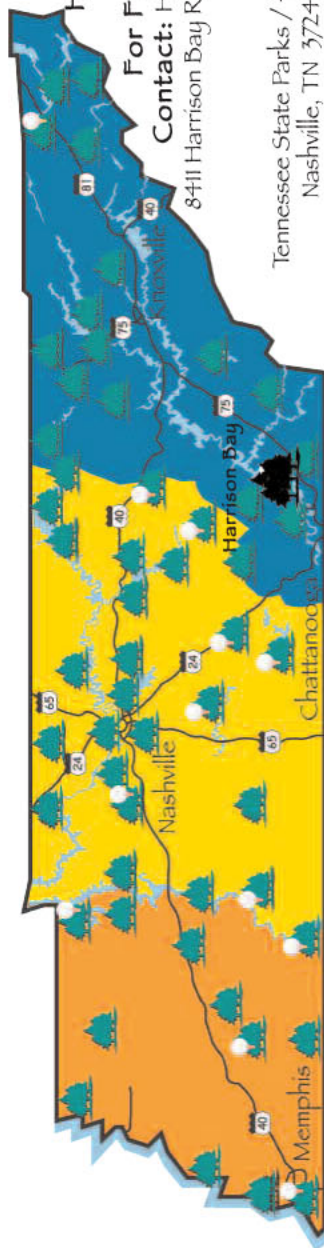 For F
Contact: H
8411 Harrison Bay R
Tennessee State Parks /
Nashville, TN 3724
81
40
Knoxville
75
75
Harrison Bay
40
24
Chattanooga
65
65
24
Nashville
40
Memphis